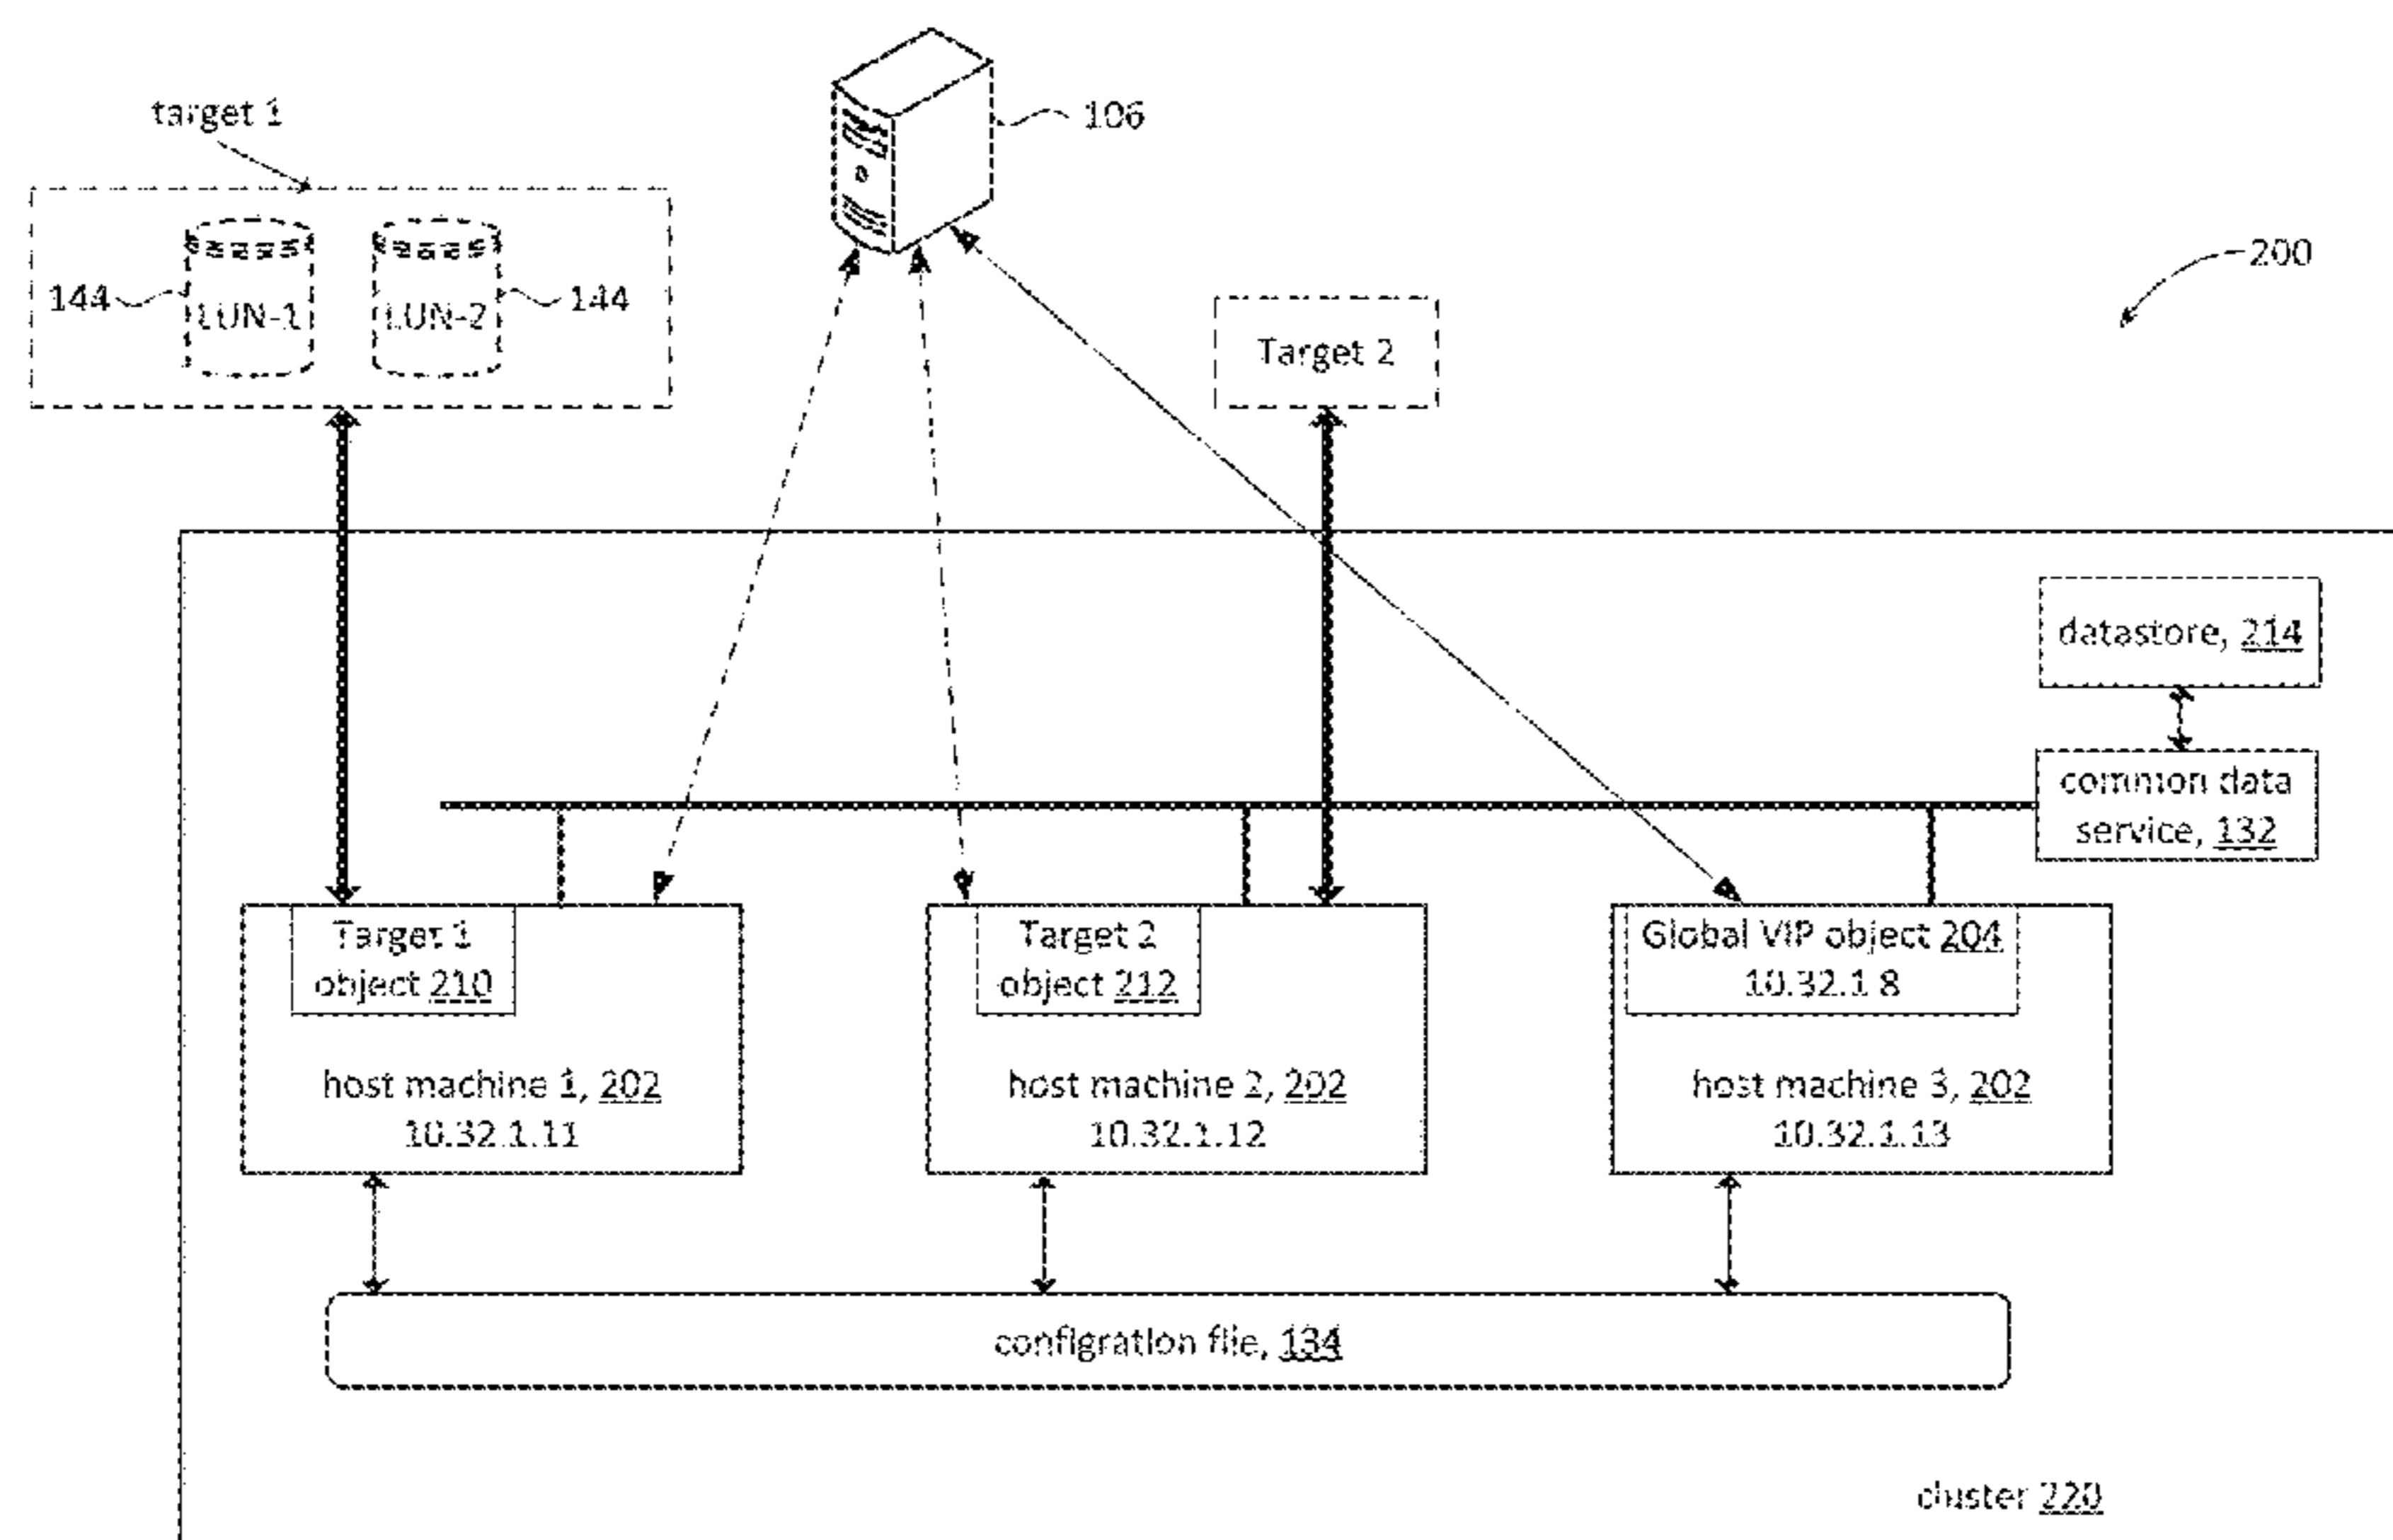 target 1
106
144
LUN-1
LUN-2
144
200
Target 2
datastore, 214
common data
service, 132
Target 1
object 210
Target 2
object 212
Global VIP object 204
10.32.1.8
host machine 1, 202
10.32.1.11
host machine 2, 202
10.32.1.12
host machine 3, 202
10.32.1.13
configration file, 134
cluster 220